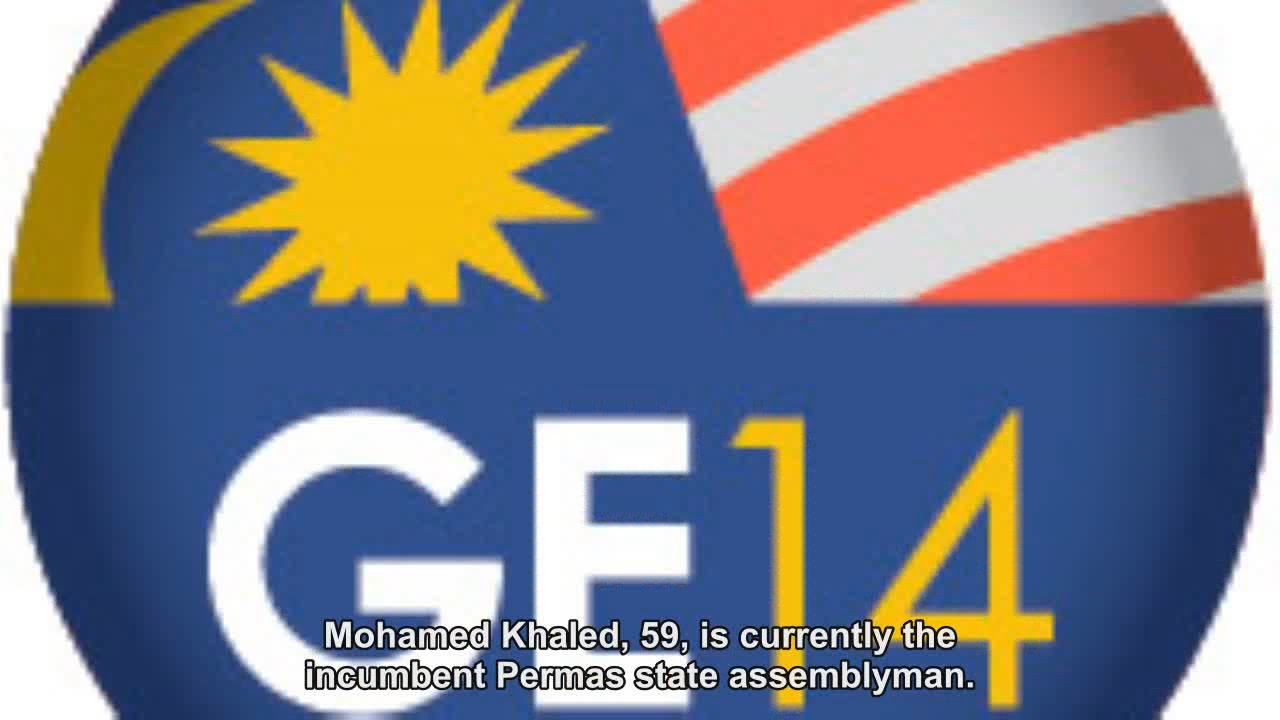 GE14
Mohamed Khaled, 59, is currently the
incumbent Permas state assemblyman.